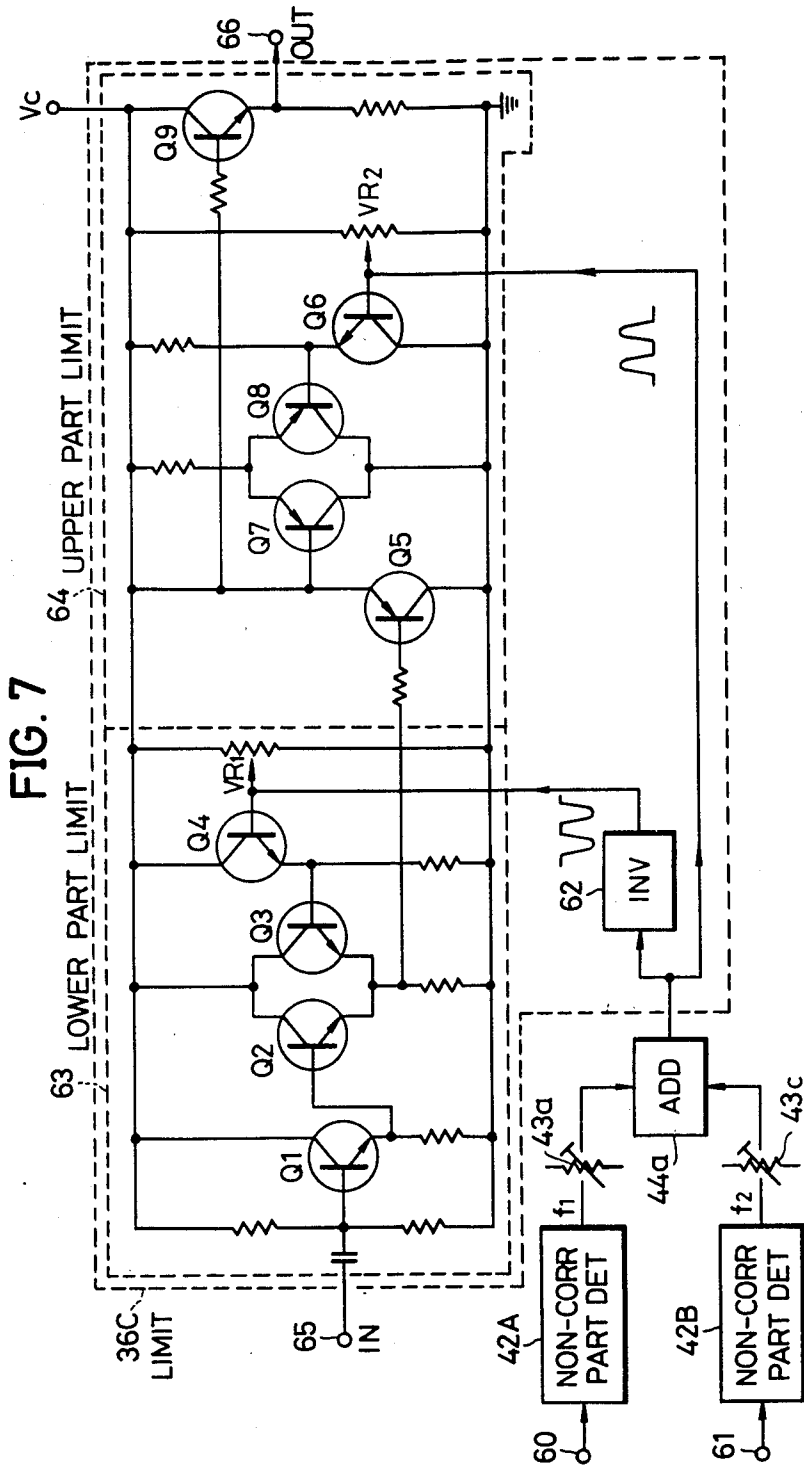 FIG. 7
63 LOWER PART LIMIT
64 UPPER PART LIMIT
Vc
36C
LIMIT
65
IN
Q1
Q2
Q3
Q4
VR1
Q5
Q7
Q8
Q6
VR2
Q9
66
OUT
62
INV
60
42A
NON-CORR
PART DET
f1
43a
ADD
44a
61
42B
NON-CORR
PART DET
f2
43c